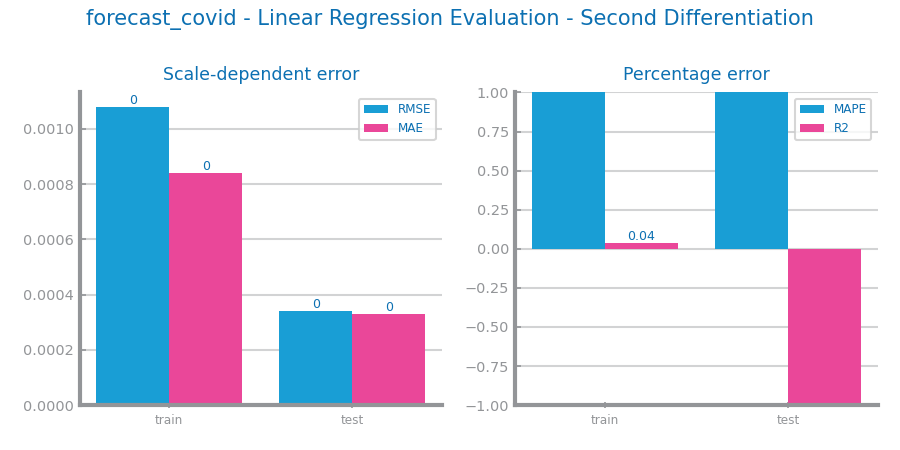 forecast_covid - Linear Regression Evaluation - Second Differentiation
Scale-dependent error
0.0010
0.0008
0.0006
0.0004
0.0002
0.0000
0
0
0
0
RMSE
MAE
train
test
Percentage error
1.00
0.75
0.50
0.25
0.00
−0.25
−0.50
−0.75
−1.00
0.04
MAPE
R2
train
test